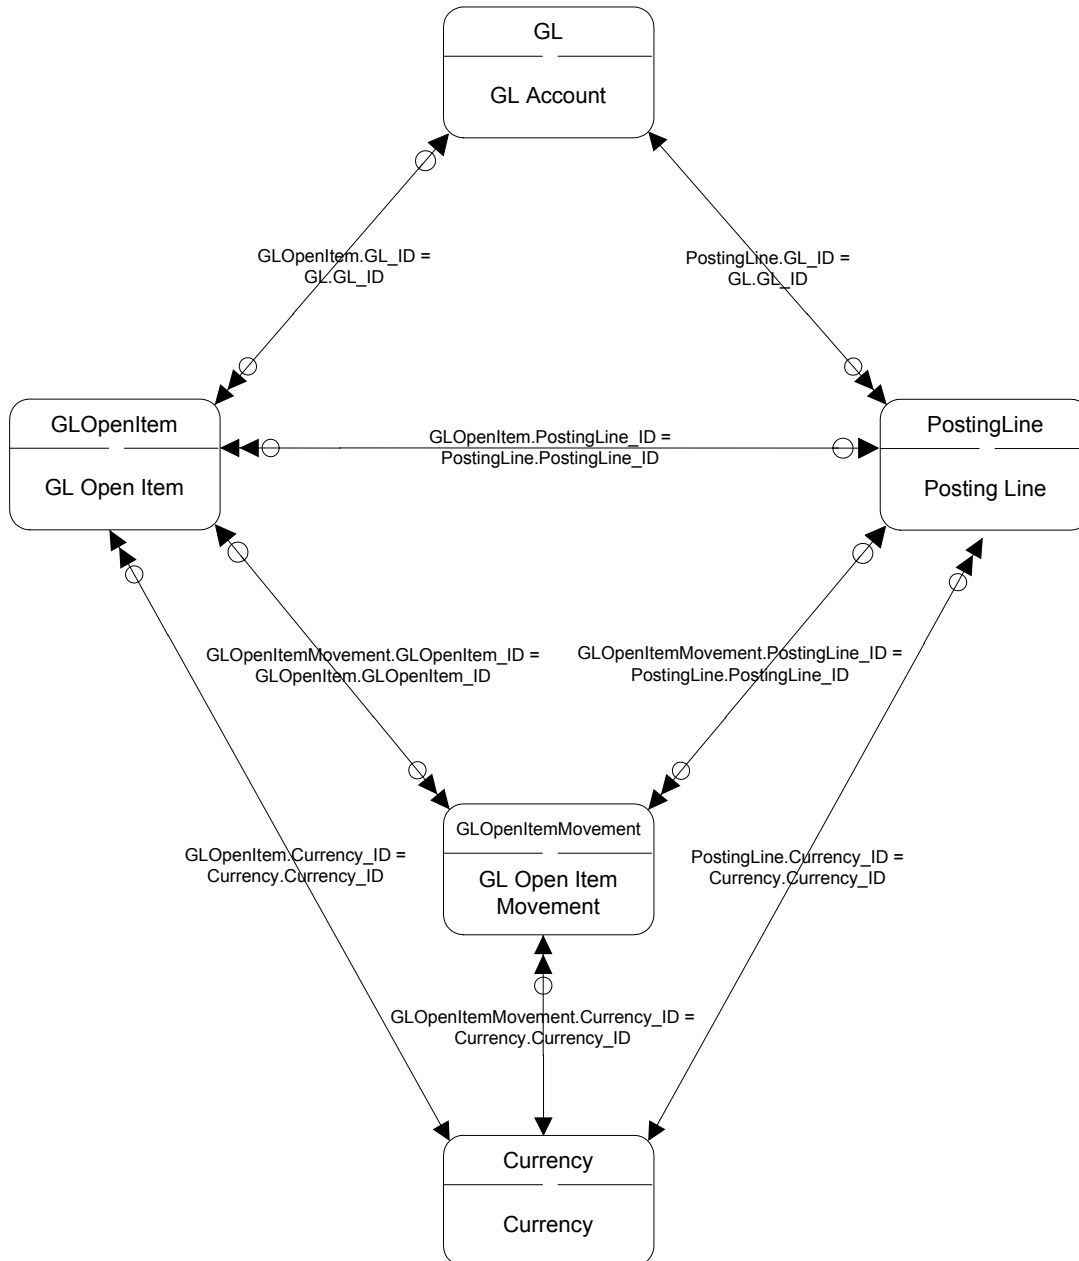 GL
GL Account
GLOpenItem.GL_ID =
GL.GL_ID
PostingLine.GL_ID =
GL.GL_ID
GLOpenItem
GL Open Item
GLOpenItem.PostingLine_ID =
PostingLine.PostingLine_ID
PostingLine
Posting Line
GLOpenItemMovement.GLOpenItem_ID =
GLOpenItem.GLOpenItem_ID
GLOpenItemMovement.PostingLine_ID =
PostingLine.PostingLine_ID
GLOpenItem.Currency_ID =
Currency.Currency_ID
GLOpenItemMovement
GL Open Item
Movement
PostingLine.Currency_ID =
Currency.Currency_ID
GLOpenItemMovement.Currency_ID =
Currency.Currency_ID
Currency
Currency